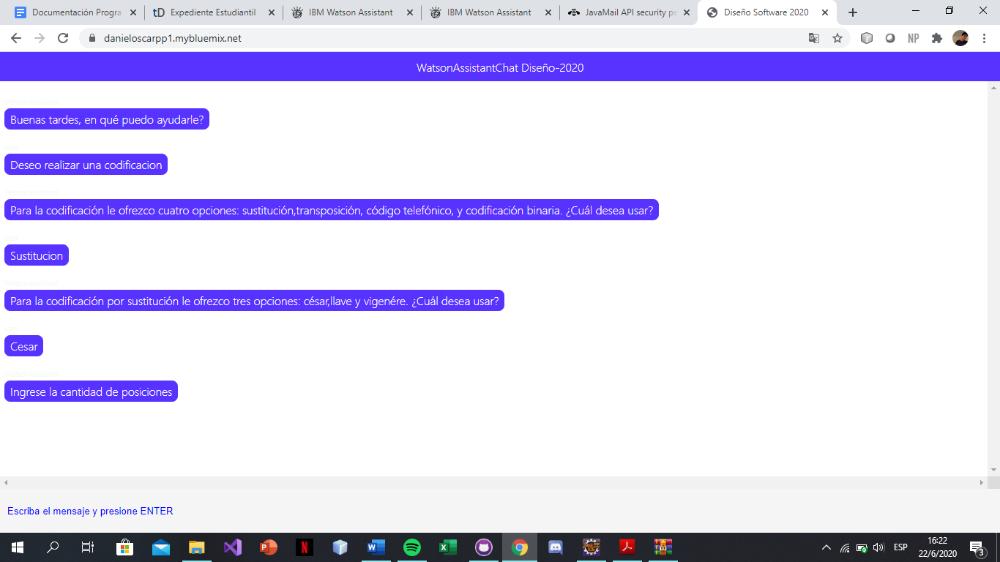 Documentación Progra
Expediente Estudiantil
IBM Watson Assistant
IBM Watson Assistant
JavaMail API security pe
Diseño Software 2020
danieloscarpp1.mybluemix.net
NP
WatsonAssistantChat Diseño-2020
WatsonAssistant
Buenas tardes, en qué puedo ayudarle?
Deseo realizar una codificacion
WatsonAssistant
Para la codificación le ofrezco cuatro opciones: sustitución,transposición, código telefónico, y codificación binaria. ¿Cuál desea usar?
Sustitucion
WatsonAssistant
Para la codificación por sustitución le ofrezco tres opciones: césar,llave y vigenére. ¿Cuál desea usar?
Cesar
WatsonAssistant
Ingrese la cantidad de posiciones
Escriba el mensaje y presione ENTER
ESP
16:22
22/6/2020
3